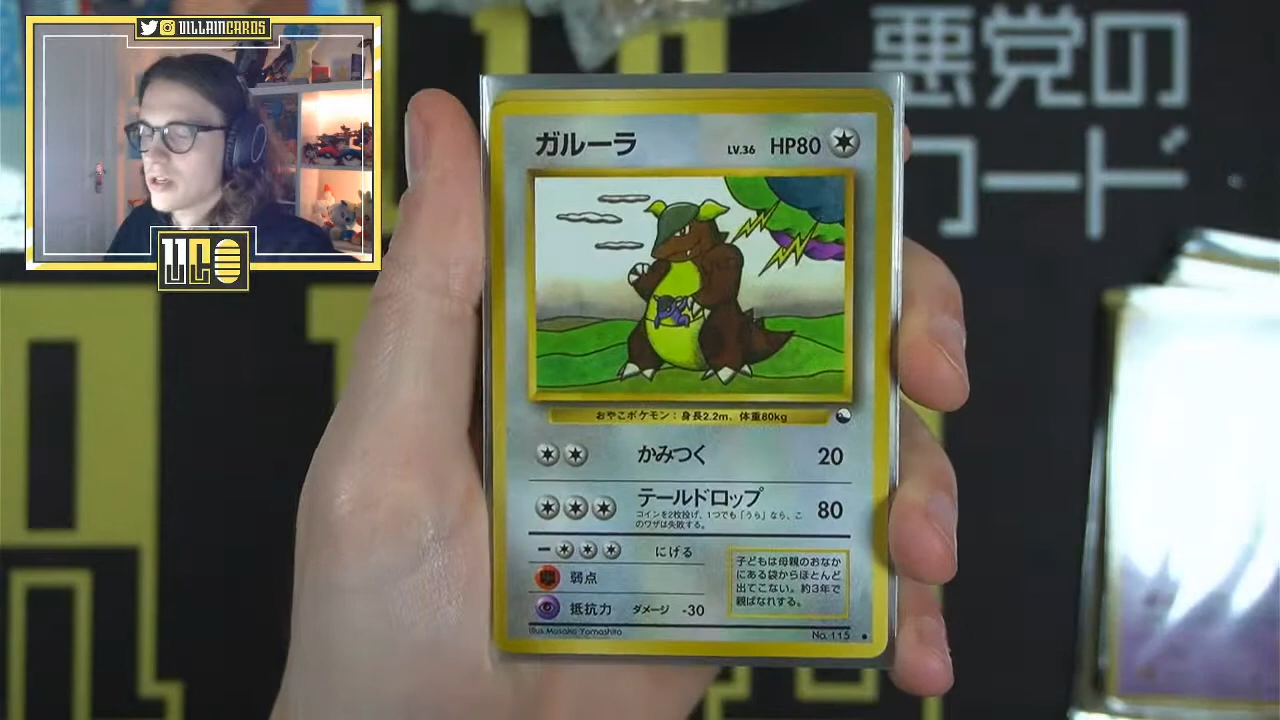 VILLAINCARDS
VC
悪党の
カード
ガルーラ
LV.36 HP80
おやこポケモン：身長2.2m．体重80kg
かみつく 20
テールドロップ 80
コインを2枚投げ、1つでも「うら」なら、こ
のワザは失敗する。
ー にげる
弱点
抵抗力 ダメージ -30
子どもは母親のおなか
にある袋からほとんど
出てこない。約3年で
親ばなれする。
Illus.Masako Yamashita
No.115